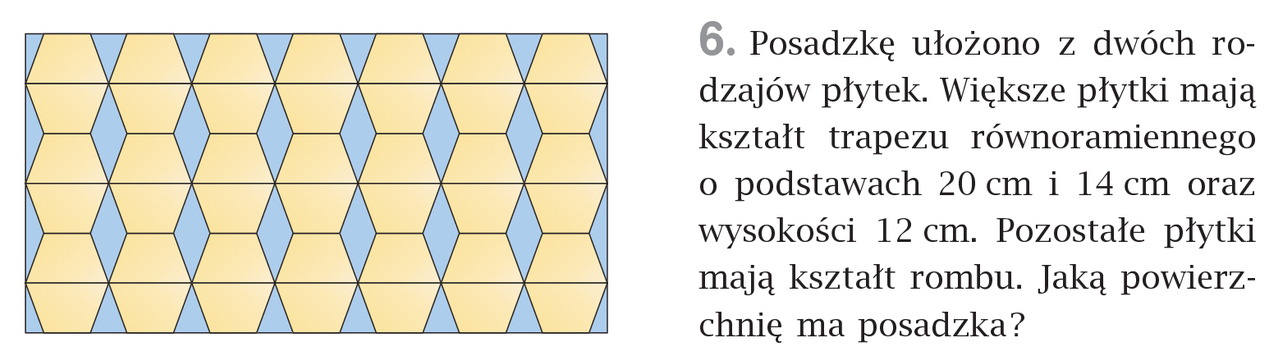 6. Posadzkę ułożono z dwóch ro-
dzajów płytek. Większe płytki mają
kształt trapezu równoramiennego
o podstawach 20 cm i 14 cm oraz
wysokości 12 cm. Pozostałe płytki
mają kształt rombu. Jaką powierz-
chnię ma posadzka?